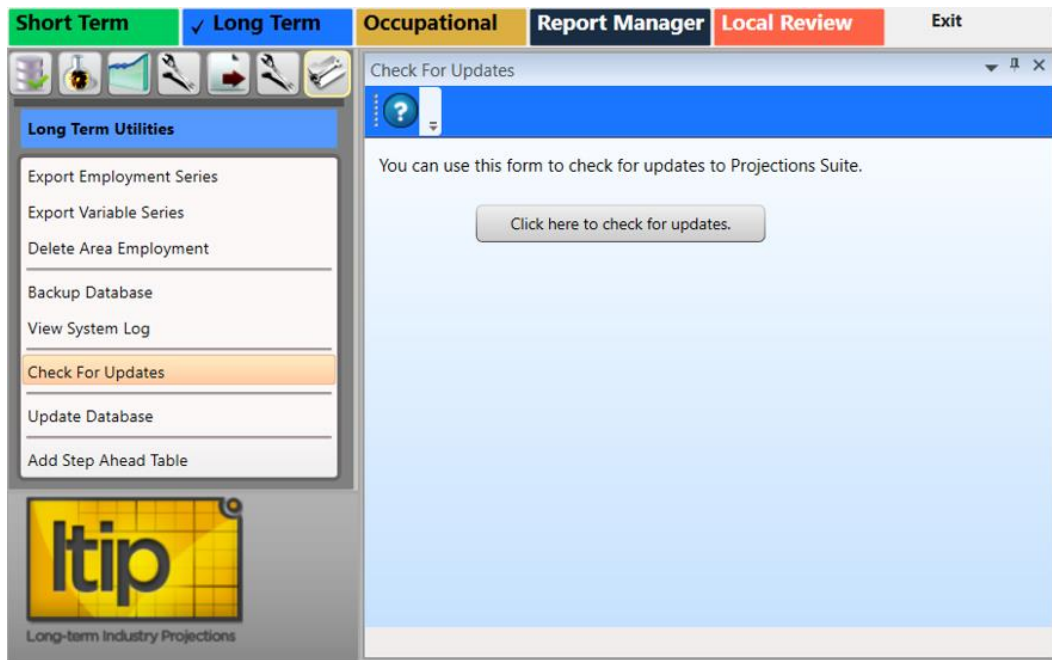 Short Term ✓ Long Term Occupational Report Manager Local Review Exit
Long Term Utilities
Export Employment Series
Export Variable Series
Delete Area Employment
Backup Database
View System Log
Check For Updates
Update Database
Add Step Ahead Table
ltip
Long-term Industry Projections
Check For Updates
?
You can use this form to check for updates to Projections Suite.
Click here to check for updates.